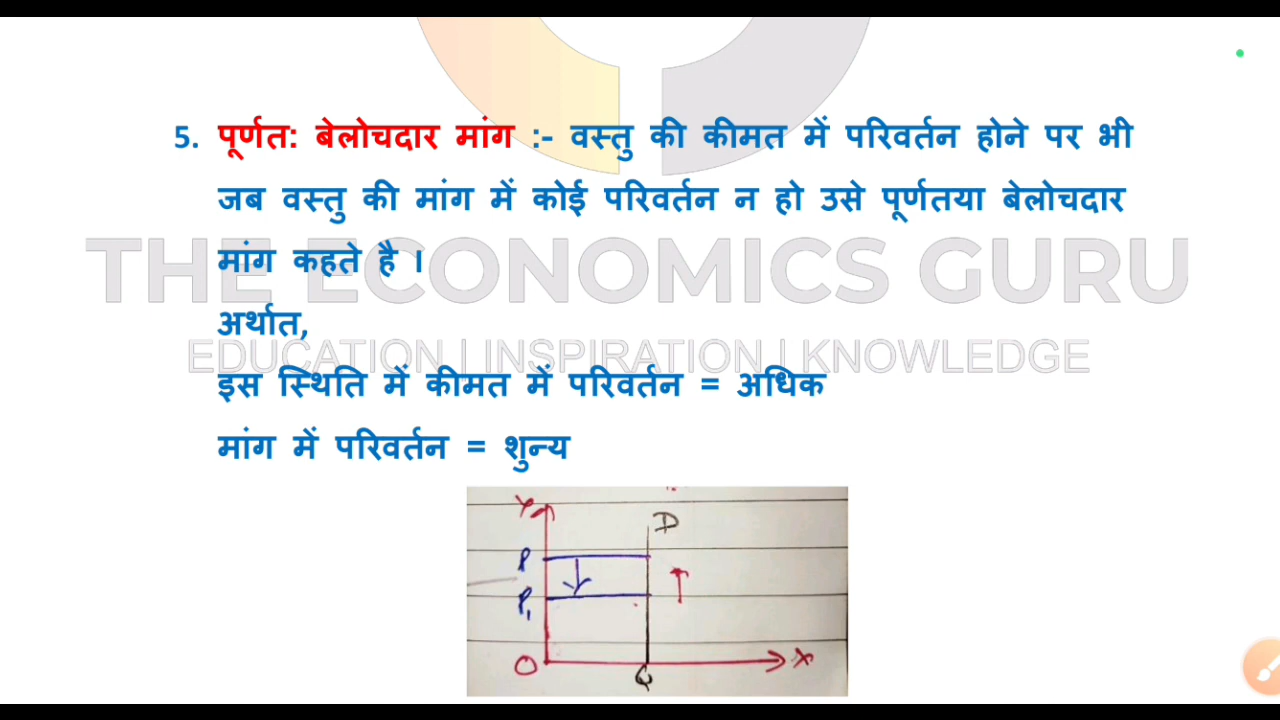 5. पूर्णत: बेलोचदार मांग :- वस्तु की कीमत में परिवर्तन होने पर भी
जब वस्तु की मांग में कोई परिवर्तन न हो उसे पूर्णतया बेलोचदार
मांग कहते है ।
THE ECONOMICS GURU
अर्थात,
EDUCATION | INSPIRATION | KNOWLEDGE
इस स्थिति में कीमत में परिवर्तन = अधिक
मांग में परिवर्तन = शुन्य
Y
D
P
P₁
O
X
Q